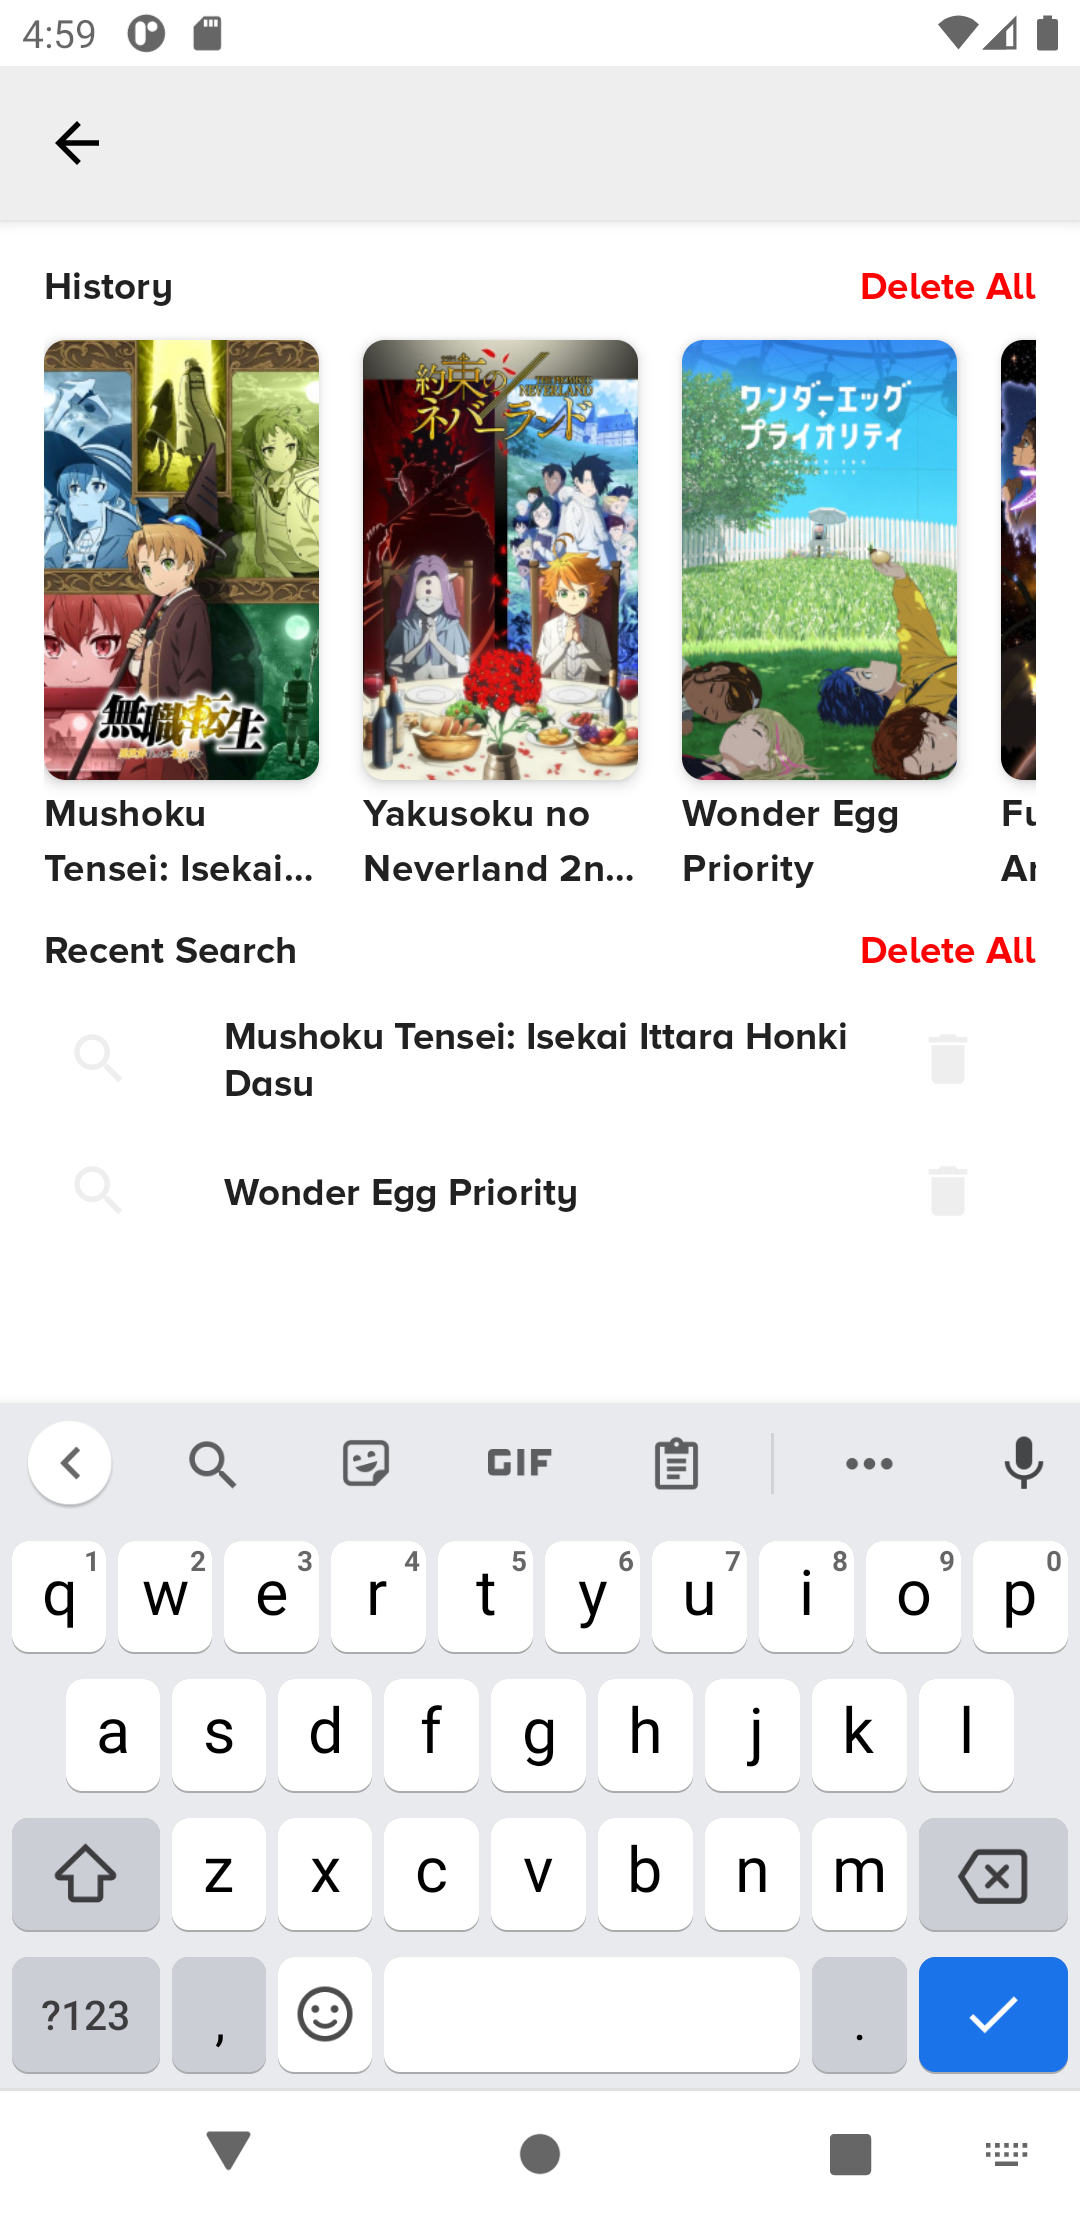 4:59
History
Delete All
約束の
THE PROMISED
NEVERLAND
ネバーランド
ワンダーエッグ
プライオリティ
無職転生
Mushoku
Tensei: Isekai...
Yakusoku no
Neverland 2n...
Wonder Egg
Priority
Fu
Ar
Recent Search
Delete All
Mushoku Tensei: Isekai Ittara Honki
Dasu
Wonder Egg Priority
GIF
q 1 w 2 e 3 r 4 t 5 y 6 u 7 i 8 o 9 p 0
a s d f g h j k l
z x c v b n m
?123 , .